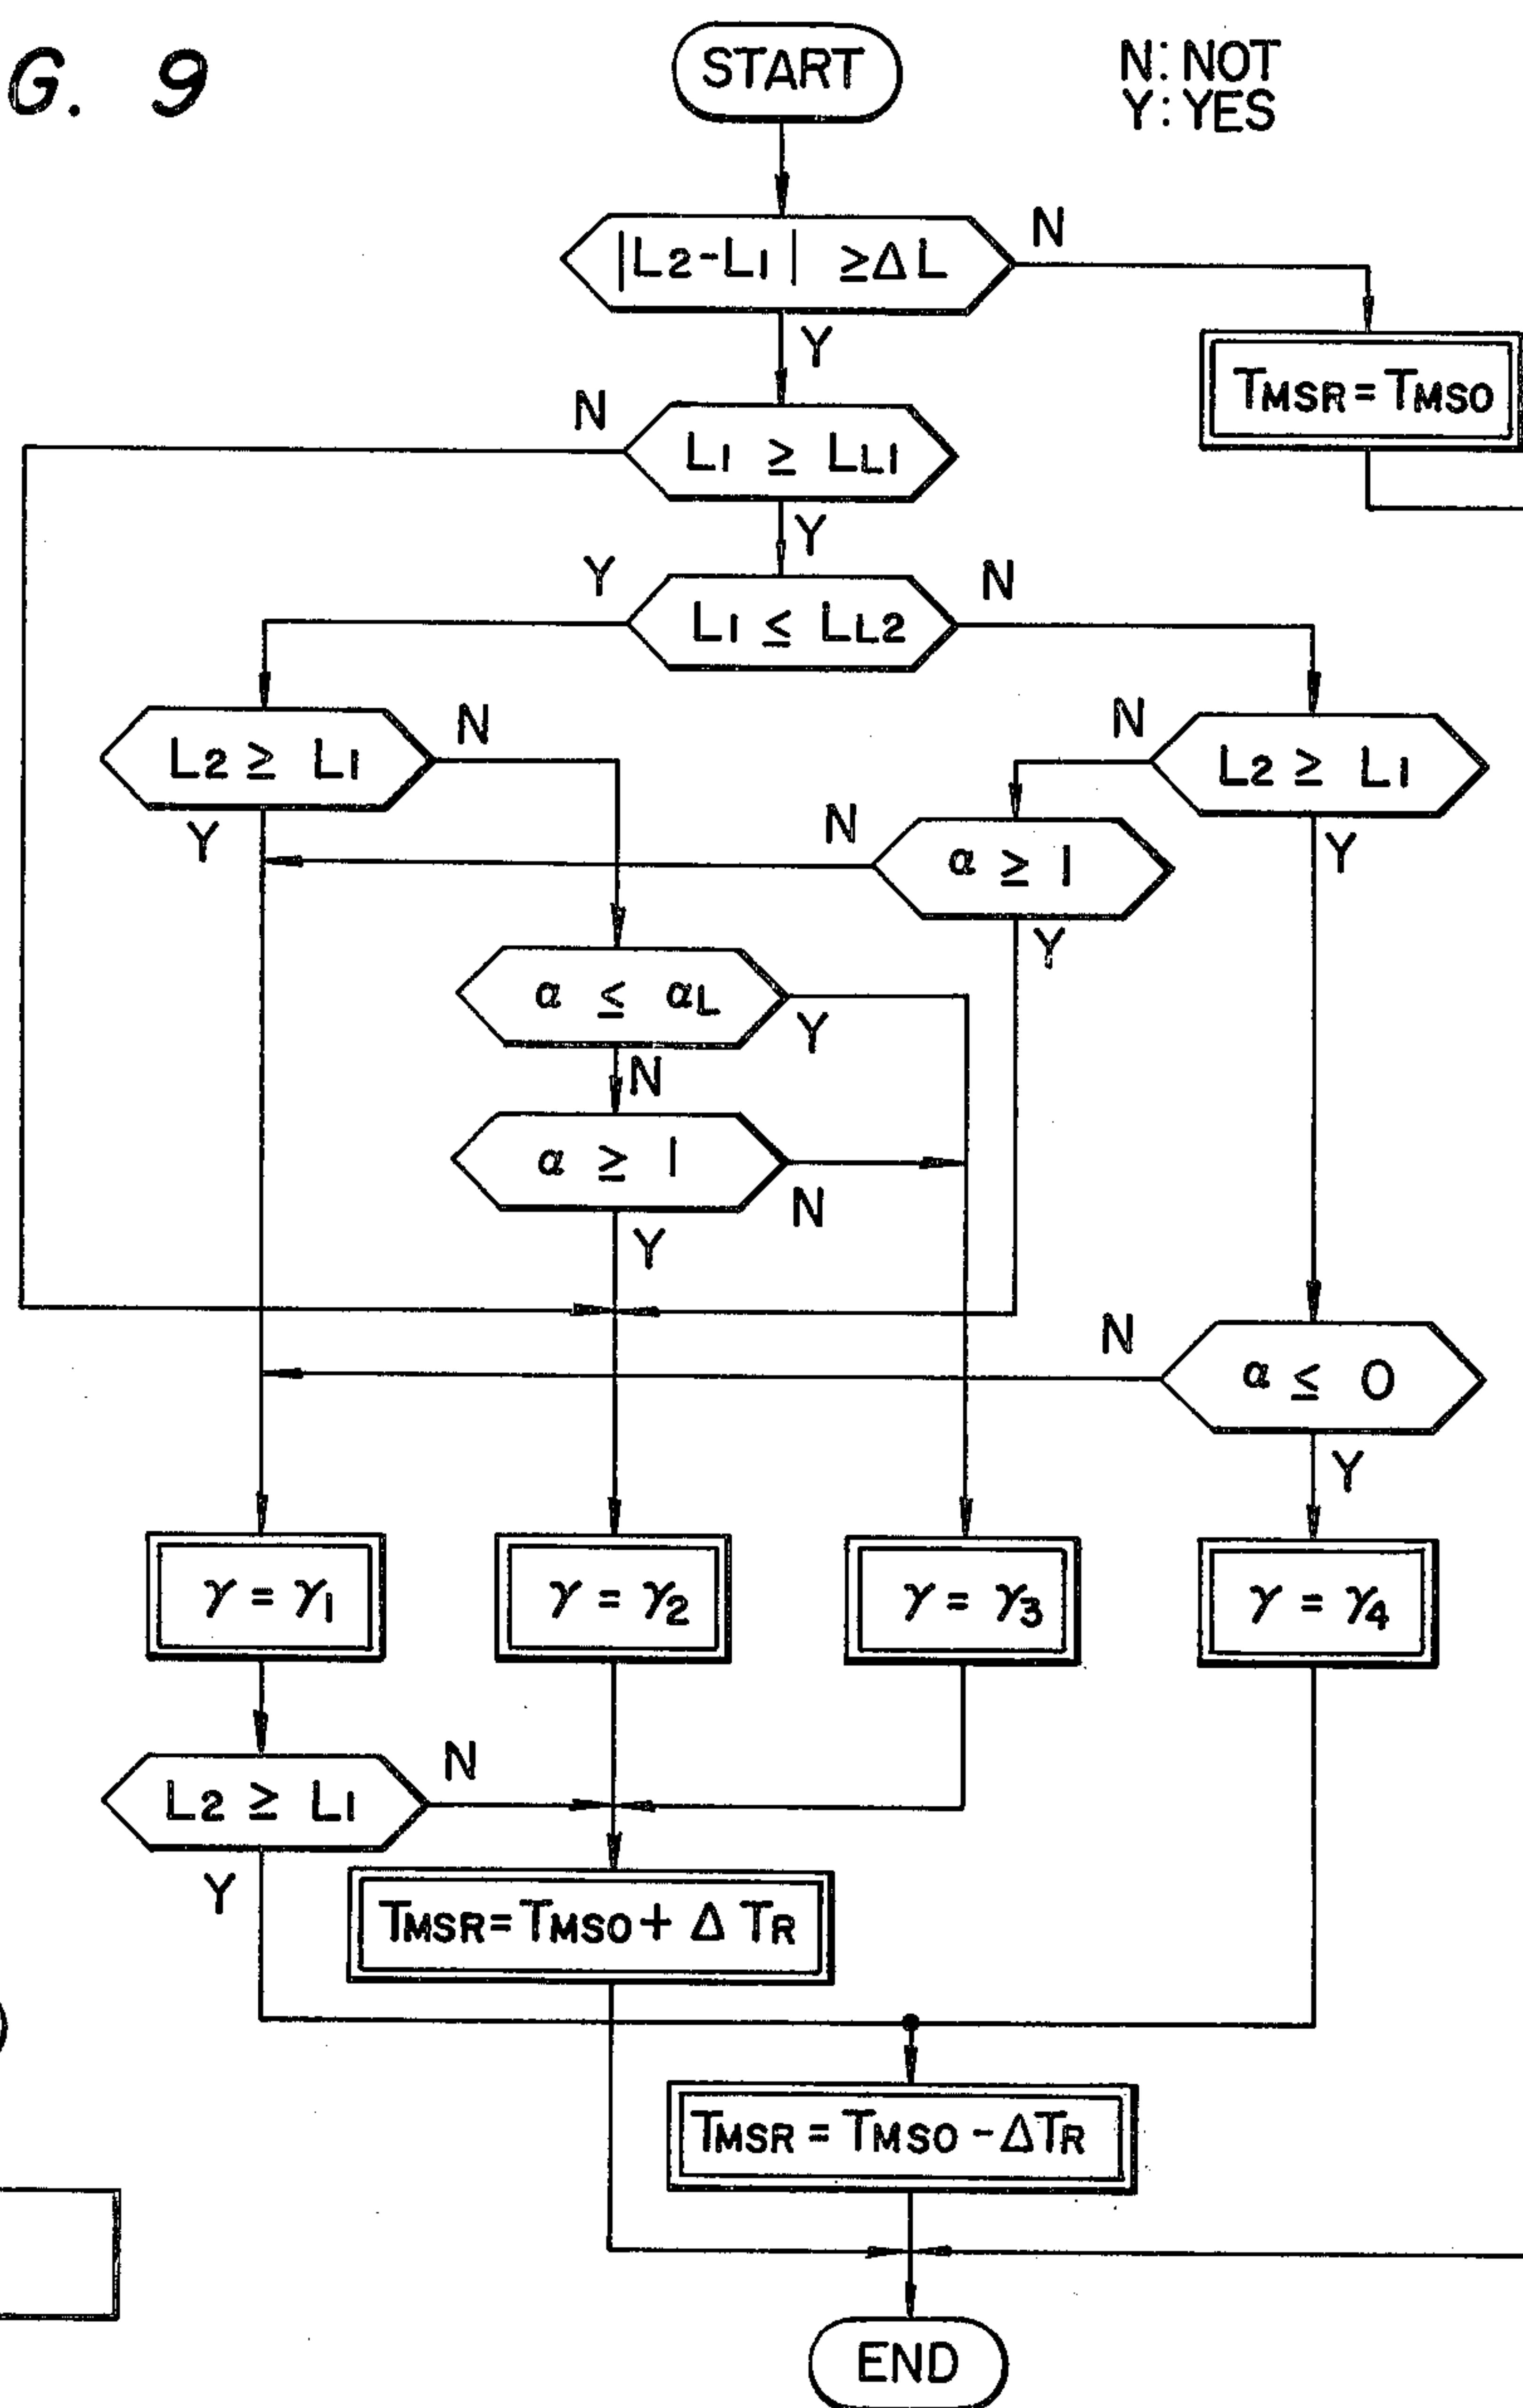 G. 9
START
N: NOT
Y: YES
|L2-L1| ≥ΔL
N
Y
TMSR=TMSO
N
L1 ≥ LL1
Y
Y
L1 ≤ LL2
N
L2 ≥ L1
N
Y
N
L2 ≥ L1
Y
N
α ≥ 1
Y
α ≤ αL
Y
N
α ≥ 1
N
Y
N
α ≤ 0
Y
γ = γ1
γ = γ2
γ = γ3
γ = γ4
L2 ≥ L1
N
Y
TMSR=TMSO+ Δ TR
TMSR = TMSO -ΔTR
END